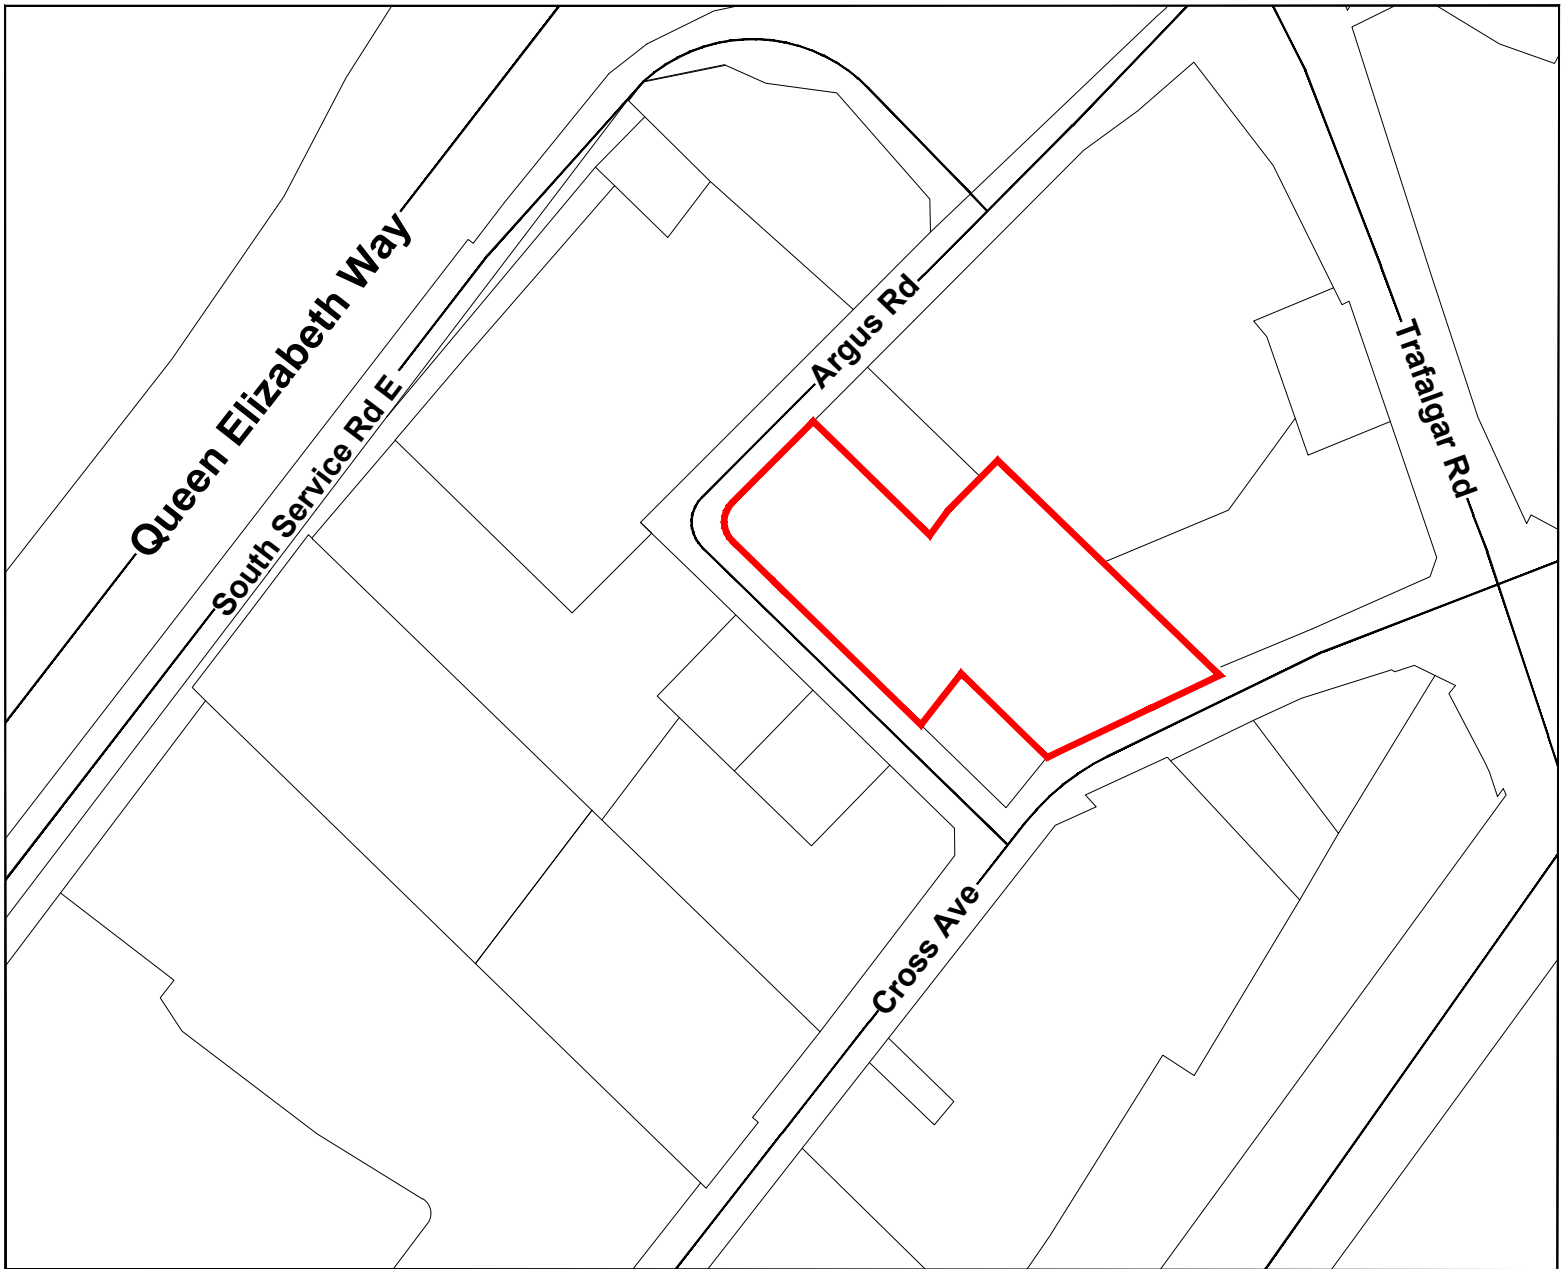 Queen Elizabeth Way
South Service Rd E
Argus Rd
Trafalgar Rd
Cross Ave